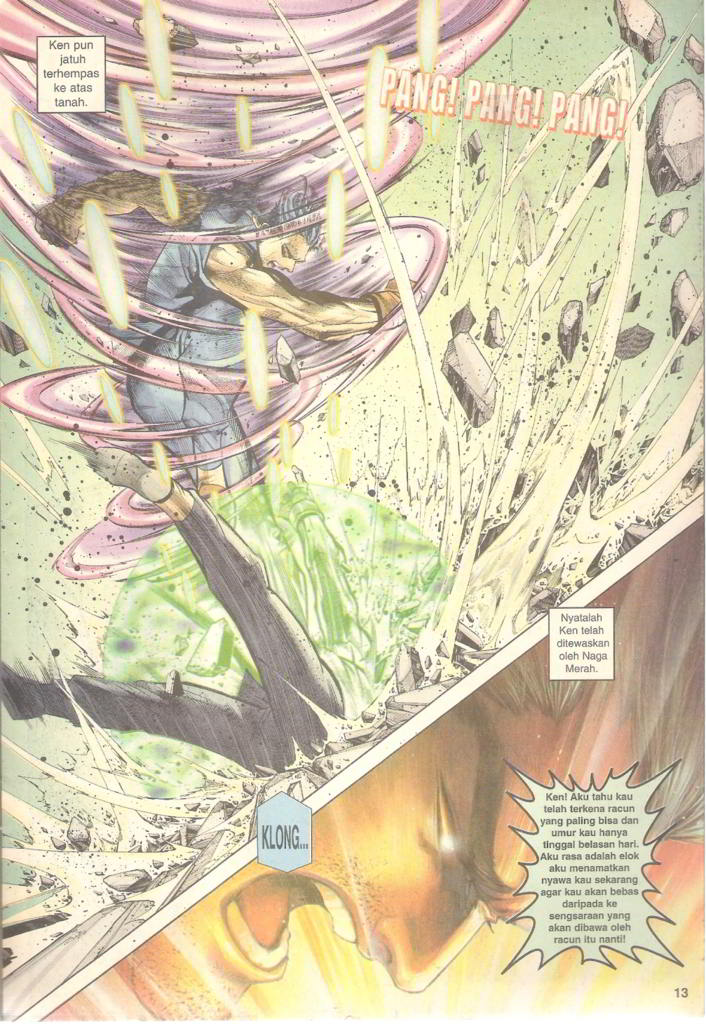 Ken pun
jatuh
terhempas
ke atas
tanah.
PANG! PANG! PANG!
Nyatalah
Ken telah
ditewaskan
oleh Naga
Merah.
KLONG...
Ken! Aku tahu kau
telah terkena racun
yang paling bisa dan
umur kau hanya
tinggal belasan hari.
Aku rasa adalah elok
aku menamatkan
nyawa kau sekarang
agar kau akan bebas
daripada ke
sengsaraan yang
akan dibawa oleh
racun itu nanti!
13